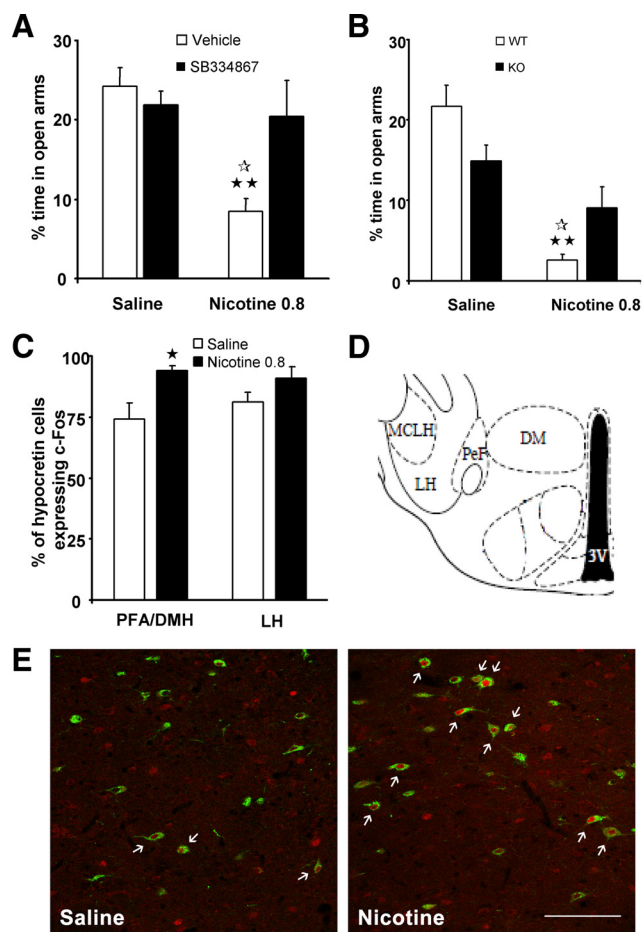 A
30
20
10
0
% time in open arms
Vehicle
SB334867
☆
★★
Saline
Nicotine 0.8
B
30
20
10
0
% time in open arms
WT
KO
☆
★★
Saline
Nicotine 0.8
C
100
75
50
25
0
% of hypocretin cells
expressing c-Fos
Saline
Nicotine 0.8
★
PFA/DMH
LH
D
MCLH
PeF
DM
LH
3V
E
Saline
Nicotine